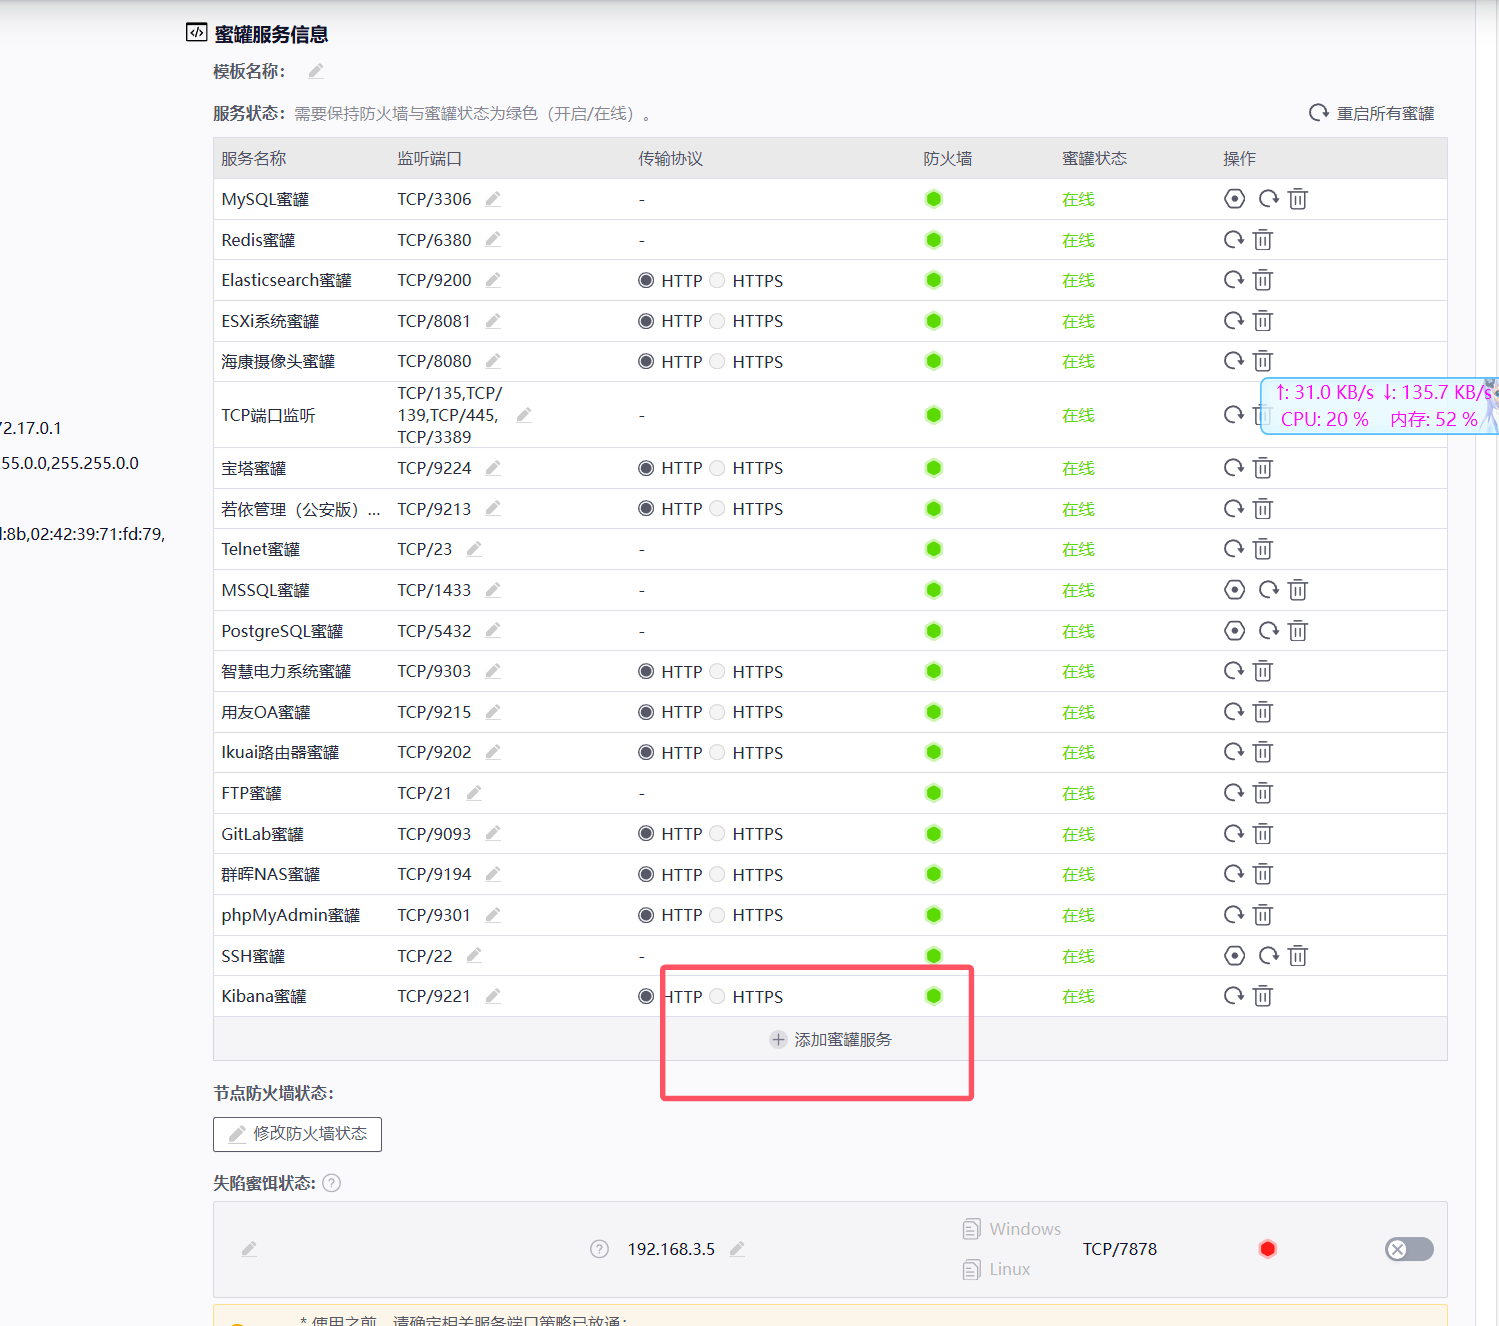 蜜罐服务信息
模板名称：
服务状态：需要保持防火墙与蜜罐状态为绿色（开启/在线）。 重启所有蜜罐
服务名称 监听端口 传输协议 防火墙 蜜罐状态 操作
MySQL蜜罐 TCP/3306 - 在线
Redis蜜罐 TCP/6380 - 在线
Elasticsearch蜜罐 TCP/9200 HTTP HTTPS 在线
ESXi系统蜜罐 TCP/8081 HTTP HTTPS 在线
海康摄像头蜜罐 TCP/8080 HTTP HTTPS 在线
TCP端口监听 TCP/135,TCP/
139,TCP/445,
TCP/3389
- 在线
↑: 31.0 KB/s ↓: 135.7 KB/s
CPU: 20 % 内存: 52 %
72.17.0.1
宝塔蜜罐 TCP/9224 HTTP HTTPS 在线
55.0.0,255.255.0.0
若依管理（公安版）... TCP/9213 HTTP HTTPS 在线
:8b,02:42:39:71:fd:79,
Telnet蜜罐 TCP/23 - 在线
MSSQL蜜罐 TCP/1433 - 在线
PostgreSQL蜜罐 TCP/5432 - 在线
智慧电力系统蜜罐 TCP/9303 HTTP HTTPS 在线
用友OA蜜罐 TCP/9215 HTTP HTTPS 在线
Ikuai路由器蜜罐 TCP/9202 HTTP HTTPS 在线
FTP蜜罐 TCP/21 - 在线
GitLab蜜罐 TCP/9093 HTTP HTTPS 在线
群晖NAS蜜罐 TCP/9194 HTTP HTTPS 在线
phpMyAdmin蜜罐 TCP/9301 HTTP HTTPS 在线
SSH蜜罐 TCP/22 - 在线
Kibana蜜罐 TCP/9221 HTTP HTTPS 在线
添加蜜罐服务
节点防火墙状态：
修改防火墙状态
失陷蜜饵状态:
192.168.3.5 Windows
Linux
TCP/7878
* 使用之前，请确定相关服务端口策略已放通：